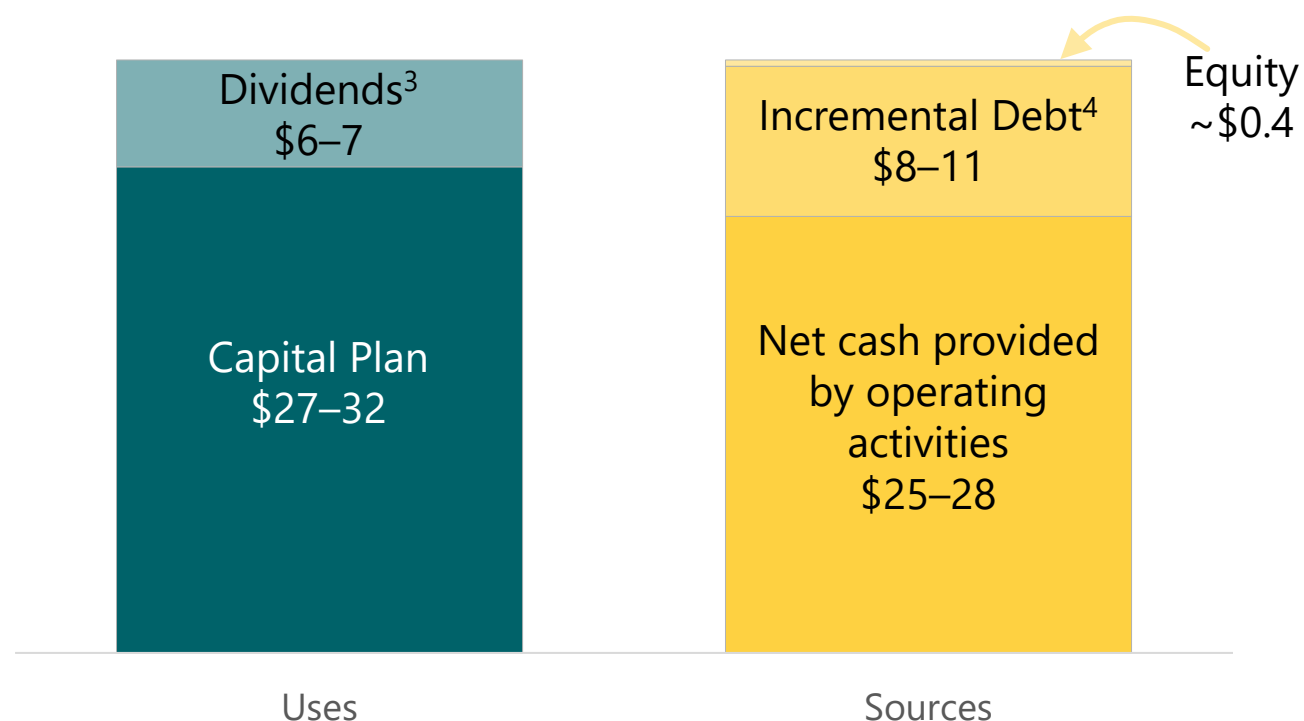 Dividends³
$6–7
Capital Plan
$27–32
Uses
Equity
~$0.4
Incremental Debt⁴
$8–11
Net cash provided
by operating
activities
$25–28
Sources